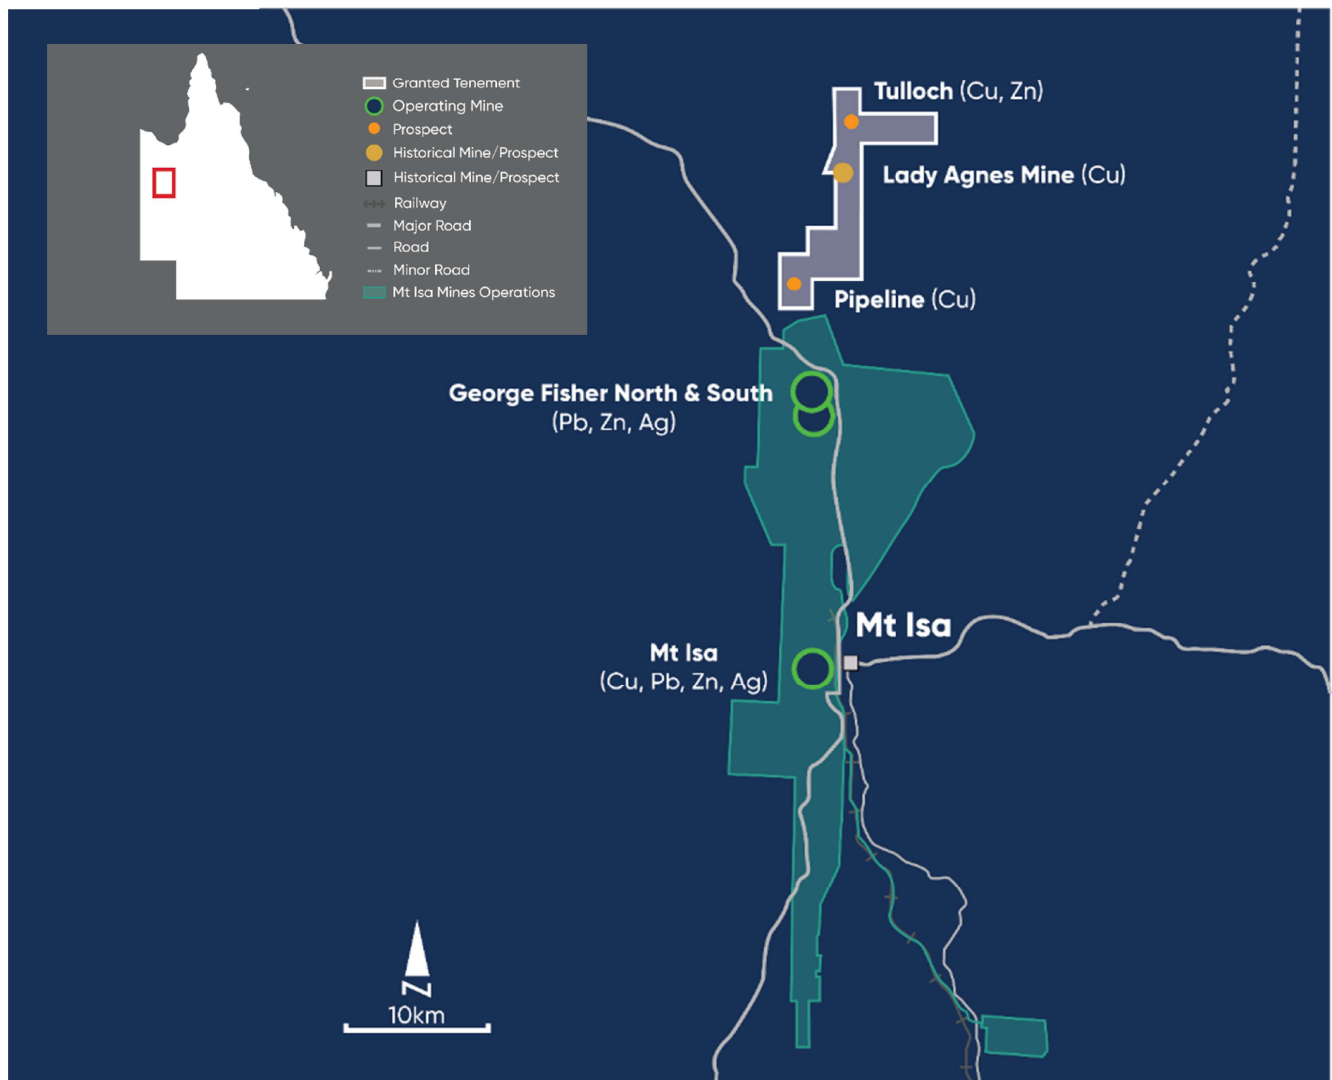 Granted Tenement
Operating Mine
Prospect
Historical Mine/Prospect
Historical Mine/Prospect
Railway
Major Road
Road
Minor Road
Mt Isa Mines Operations
Tulloch (Cu, Zn)
Lady Agnes Mine (Cu)
Pipeline (Cu)
George Fisher North & South
(Pb, Zn, Ag)
Mt Isa
Mt Isa
(Cu, Pb, Zn, Ag)
N
10km